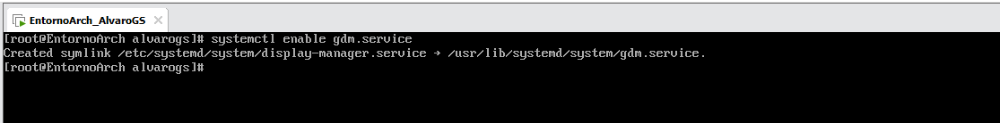 EntornoArch_AlvaroGS
[root@EntornoArch alvarogs]# systemctl enable gdm.service
Created symlink /etc/systemd/system/display-manager.service → /usr/lib/systemd/system/gdm.service.
[root@EntornoArch alvarogs]#